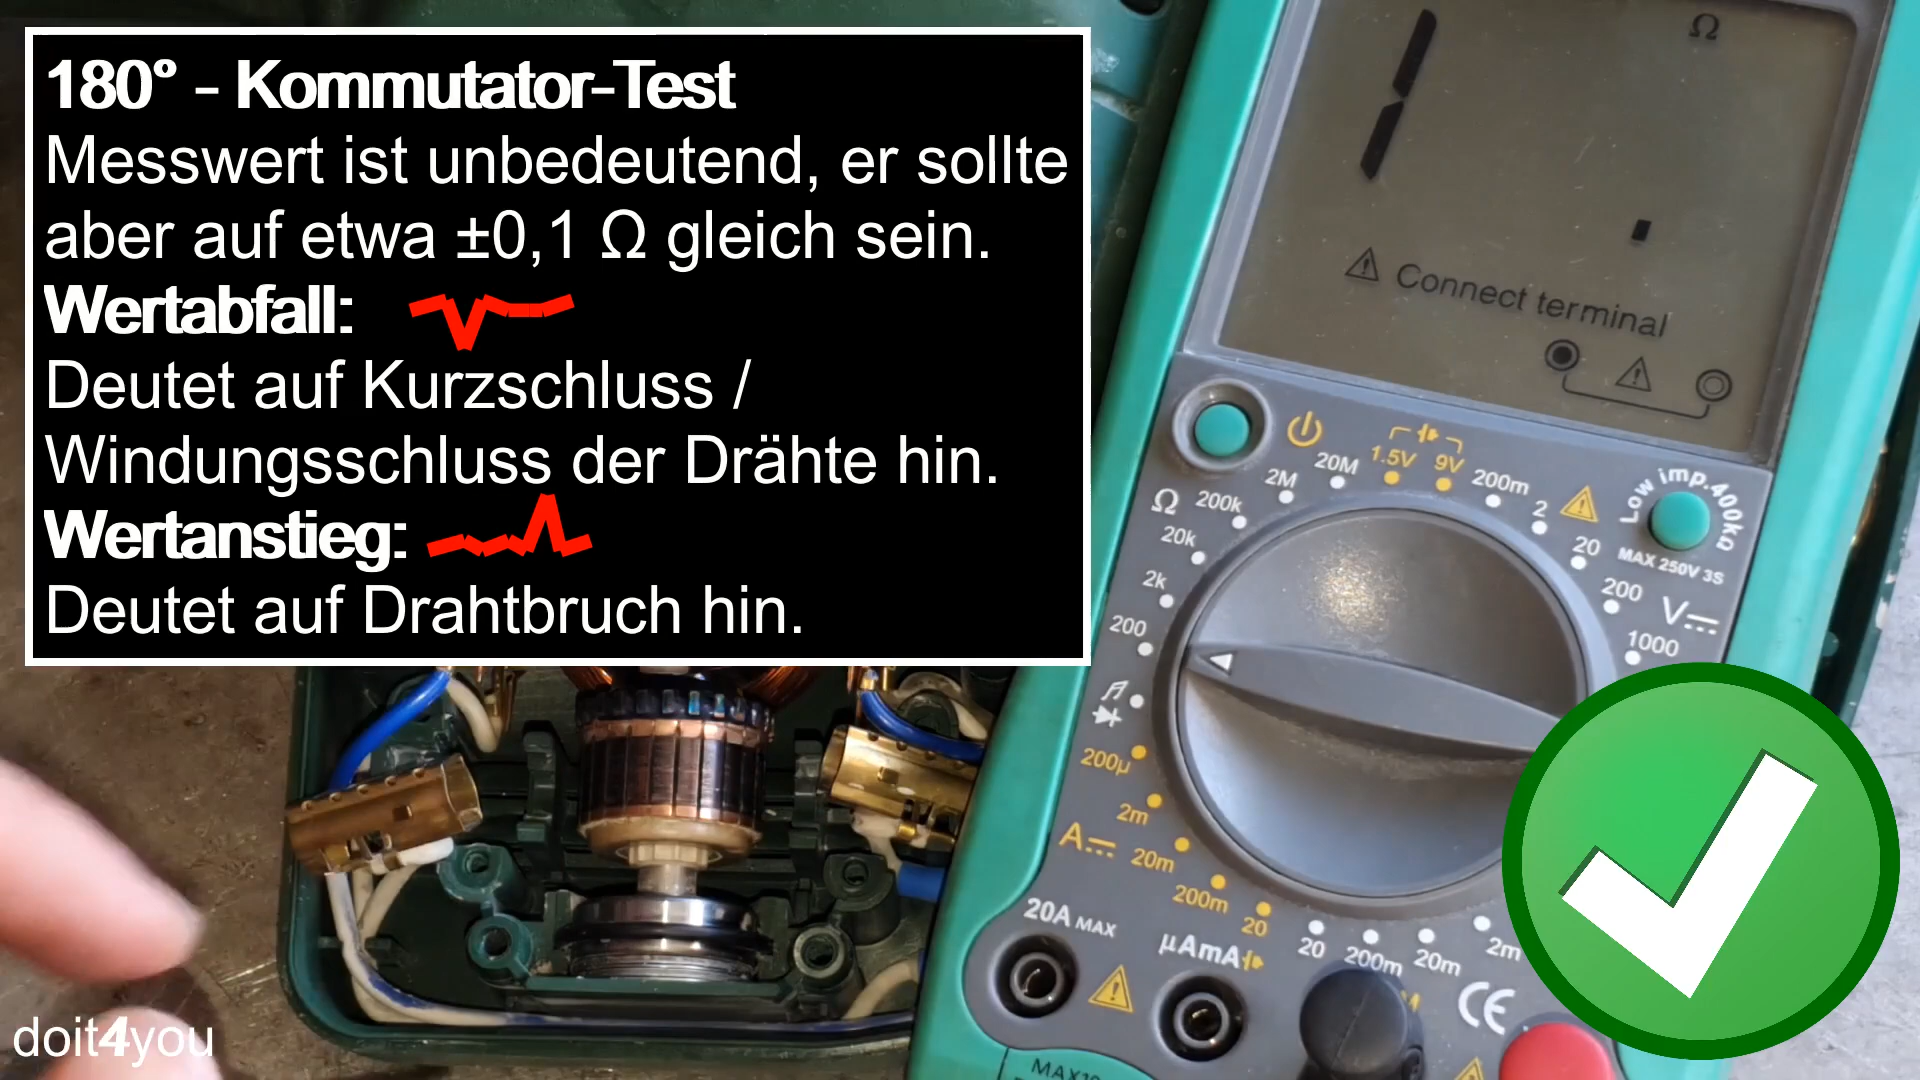 180° - Kommutator-Test
Messwert ist unbedeutend, er sollte
aber auf etwa ±0,1 Ω gleich sein.
Wertabfall:
Deutet auf Kurzschluss /
Windungsschluss der Drähte hin.
Wertanstieg:
Deutet auf Drahtbruch hin.
1 .
Ω
Connect terminal
1.5V 9V
2M 20M 200m 2
Low imp.400kΩ
MAX 250V 3S
Ω 200k
20k
2k
200
20
200
V
1000
200µ
2m
A 20m
200m
20
20 200m 20m 2m
20A MAX
µAmA
CE
doit4you